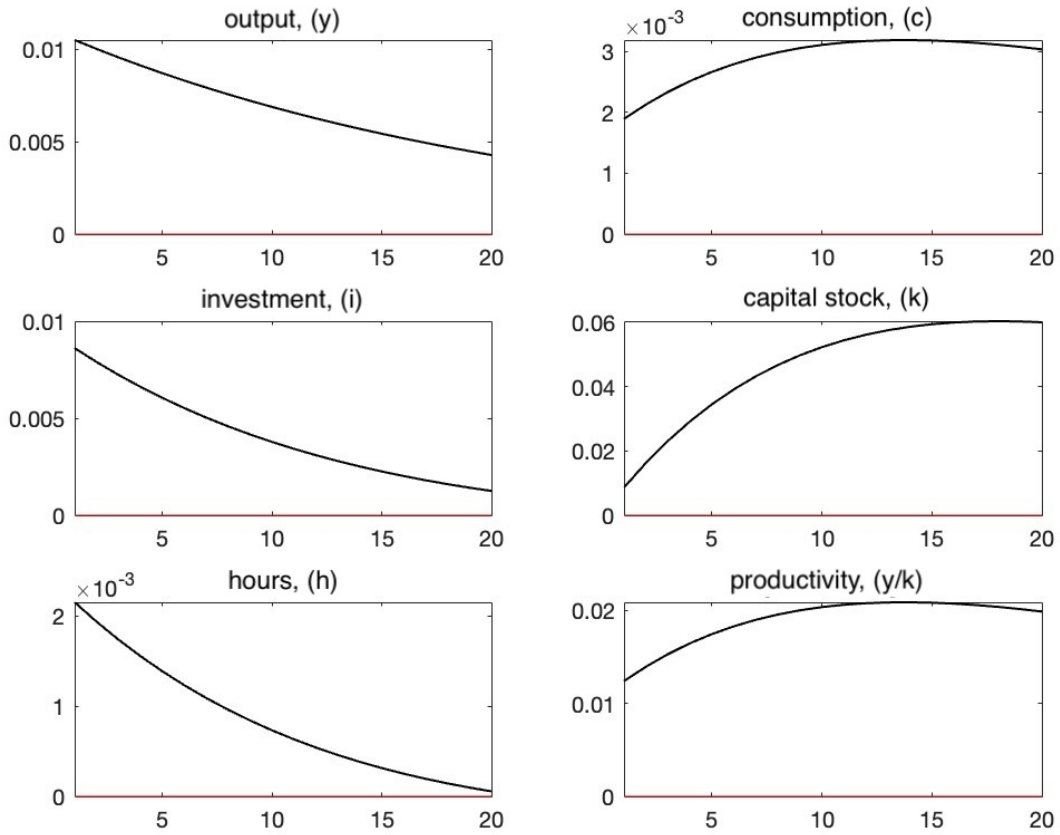 output, (y)
0.01
0.005
0
5 10 15 20
×10⁻³ consumption, (c)
3
2
1
0
5 10 15 20
investment, (i)
0.01
0.005
0
5 10 15 20
capital stock, (k)
0.06
0.04
0.02
0
5 10 15 20
×10⁻³ hours, (h)
2
1
0
5 10 15 20
productivity, (y/k)
0.02
0.01
0
5 10 15 20